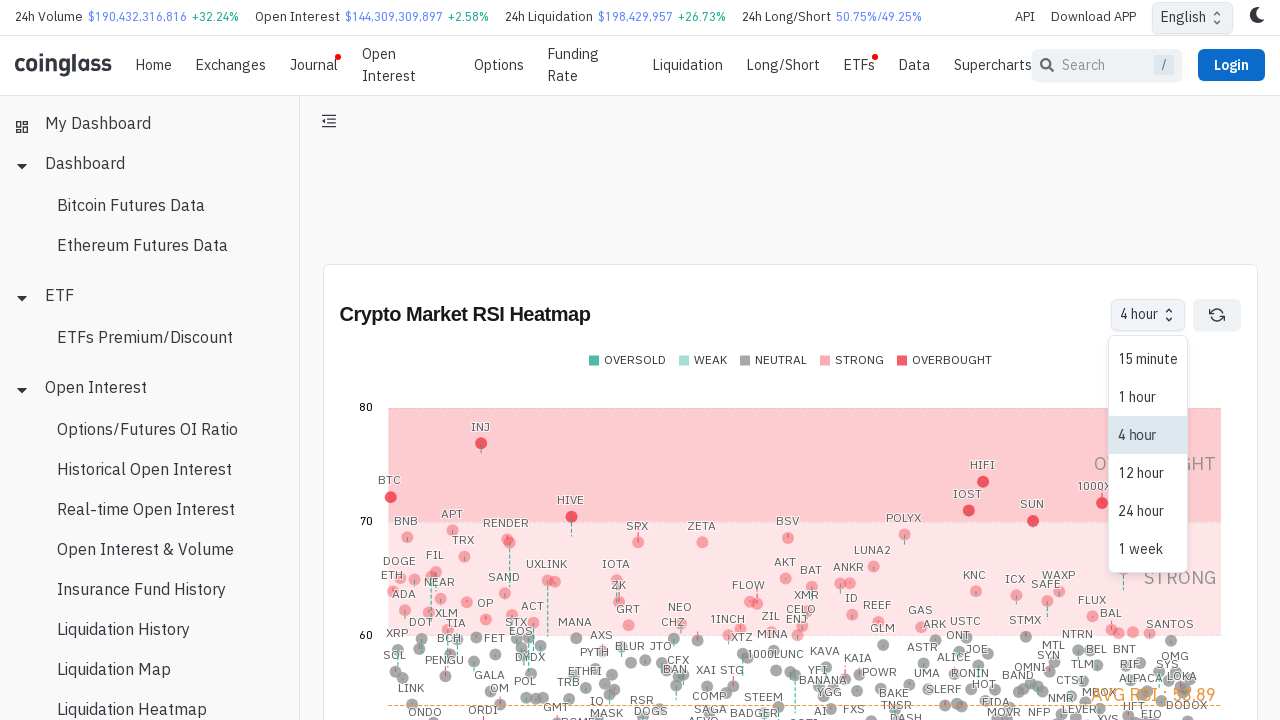 24h Volume $190,432,316,816 +32.24% Open Interest $144,309,309,897 +2.58% 24h Liquidation $198,429,957 +26.73% 24h Long/Short 50.75%/49.25% API Download APP English
coinglass Home Exchanges Journal Open Interest Options Funding Rate Liquidation Long/Short ETFs Data Supercharts Search / Login
My Dashboard
Dashboard
Bitcoin Futures Data
Ethereum Futures Data
ETF
ETFs Premium/Discount
Open Interest
Options/Futures OI Ratio
Historical Open Interest
Real-time Open Interest
Open Interest & Volume
Insurance Fund History
Liquidation History
Liquidation Map
Liquidation Heatmap
Crypto Market RSI Heatmap
4 hour
15 minute
1 hour
4 hour
12 hour
24 hour
1 week
OVERSOLD WEAK NEUTRAL STRONG OVERBOUGHT
80
INJ
HIFI
BTC
IOST
HIVE
SUN
70
BNB APT RENDER SPX ZETA BSV POLYX
TRX
STRONG
DOGE FIL UXLINK IOTA AKT BAT ANKR LUNA2
ETH NEAR SAND ZK FLOW XMR KNC ICX WAXP
SAFE
ADA XLM OP ACT GRT NEO 1INCH ZIL CELO ID REEF GAS FLUX
DOT TIA STX MANA CHZ ENJ ARK USTC STMX BAL SANTOS
60
XRP BCH FET EOS AXS XTZ MINA GLM ONT NTRN
PENGU DYDX PYTH BLUR JTO 1000LUNC KAVA ASTR JOE MTL BEL BNT
SOL GALA ETHFI CFX XAI STG YFI KAIA ALICE SYN TLM RIF OMG
SYS
LINK OM POL TRB BAN BANANA POWR UMA RONIN OMNI CTSI ALPACA LOKA
COMP STEEM YGG BAKE SLERF HOT BAND NMR
AVG RSI : 53.89
ONDO ORDI GMT IO RSR SAGA AI FXS TNSR FIDA LEVER HFT DODOX
MASK DOGS BADGER DASH MOVR NFP